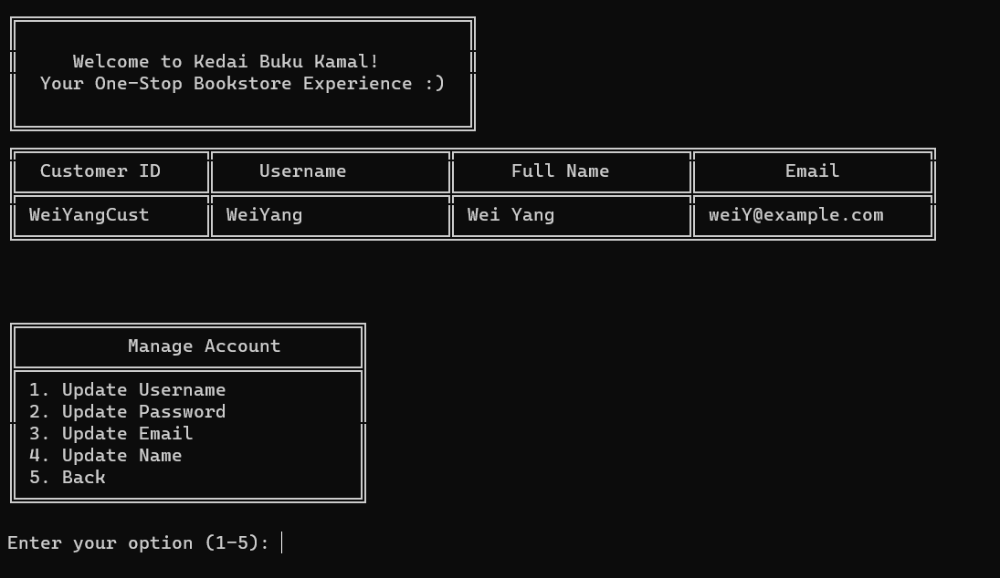 Welcome to Kedai Buku Kamal!
Your One-Stop Bookstore Experience :)
Customer ID Username Full Name Email
WeiYangCust WeiYang Wei Yang weiY@example.com
Manage Account
1. Update Username
2. Update Password
3. Update Email
4. Update Name
5. Back
Enter your option (1-5):